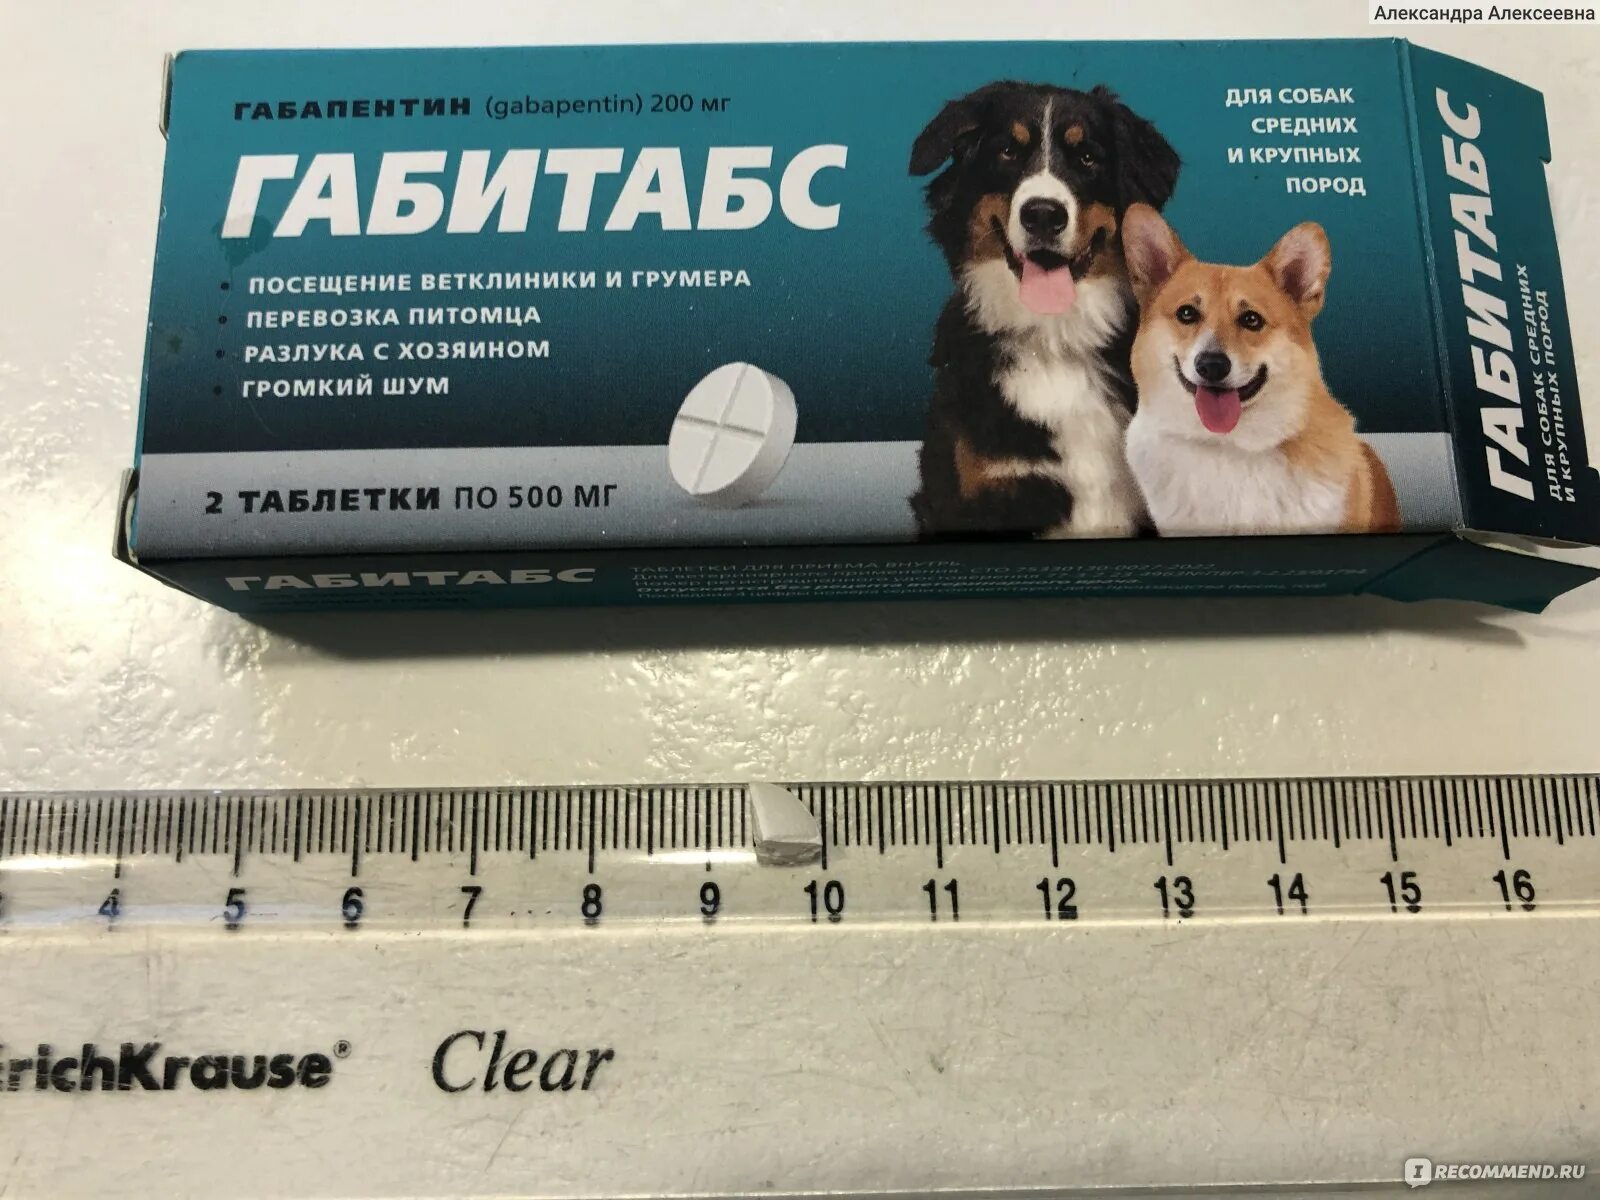 Александра Алексеевна
ГАБАПЕНТИН (gabapentin) 200 мг
ГАБИТАБС
• ПОСЕЩЕНИЕ ВЕТКЛИНИКИ И ГРУМЕРА
• ПЕРЕВОЗКА ПИТОМЦА
• РАЗЛУКА С ХОЗЯИНОМ
• ГРОМКИЙ ШУМ
2 ТАБЛЕТКИ ПО 500 МГ
ДЛЯ СОБАК
СРЕДНИХ
И КРУПНЫХ
ПОРОД
ГАБИТАБС
ДЛЯ СОБАК СРЕДНИХ
И КРУПНЫХ ПОРОД
ГАБИТАБС
ТАБЛЕТКИ ДЛЯ ПРИЕМА ВНУТРЬ
4 5 6 7 8 9 10 11 12 13 14 15 16
richKrause® Clear
IRECOMMEND.RU